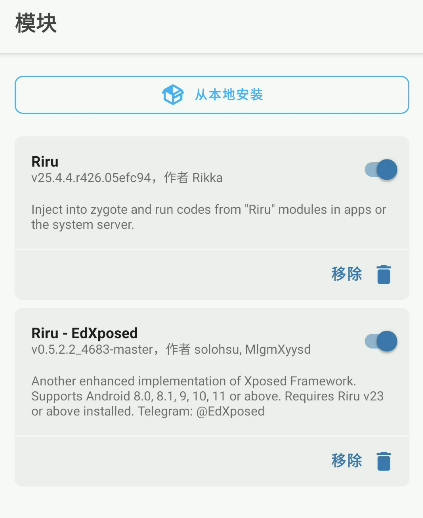 模块
从本地安装
Riru
v25.4.4.r426.05efc94，作者 Rikka
Inject into zygote and run codes from "Riru" modules in apps or
the system server.
移除
Riru - EdXposed
v0.5.2.2_4683-master，作者 solohsu, MlgmXyysd
Another enhanced implementation of Xposed Framework.
Supports Android 8.0, 8.1, 9, 10, 11 or above. Requires Riru v23
or above installed. Telegram: @EdXposed
移除